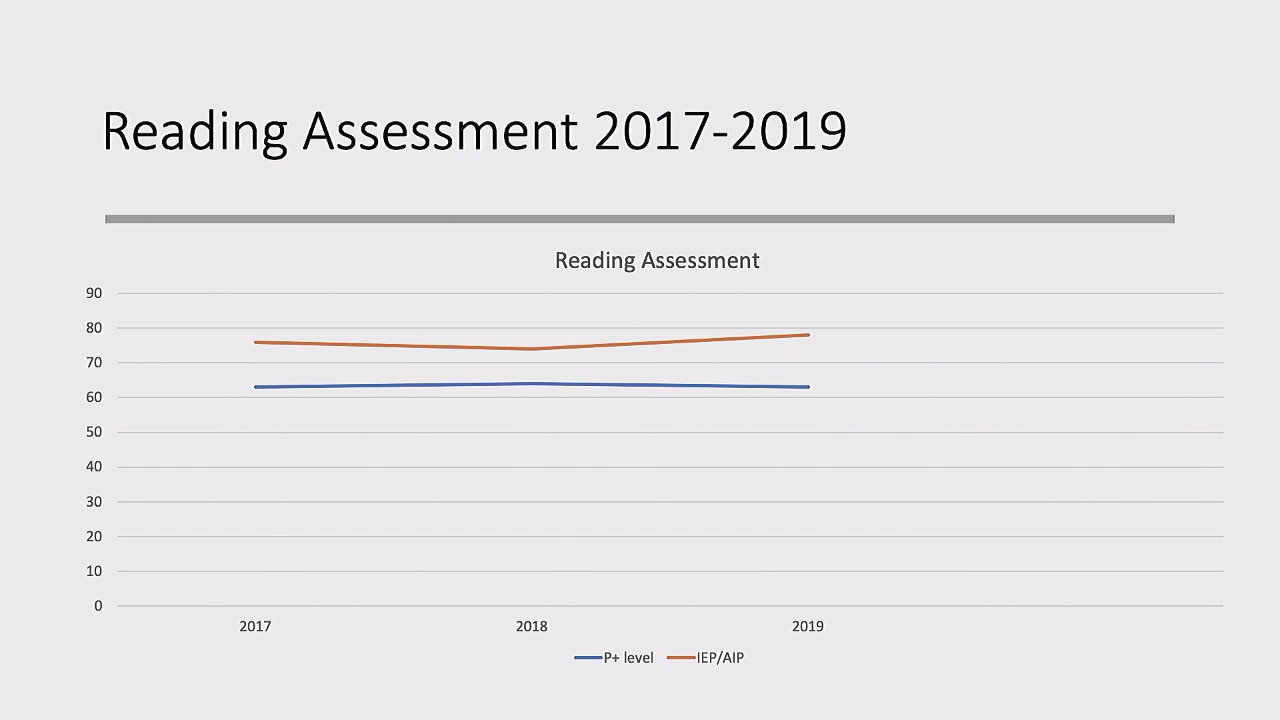 Reading Assessment 2017-2019
Reading Assessment
90
80
70
60
50
40
30
20
10
0
2017 2018 2019
P+ level IEP/AIP